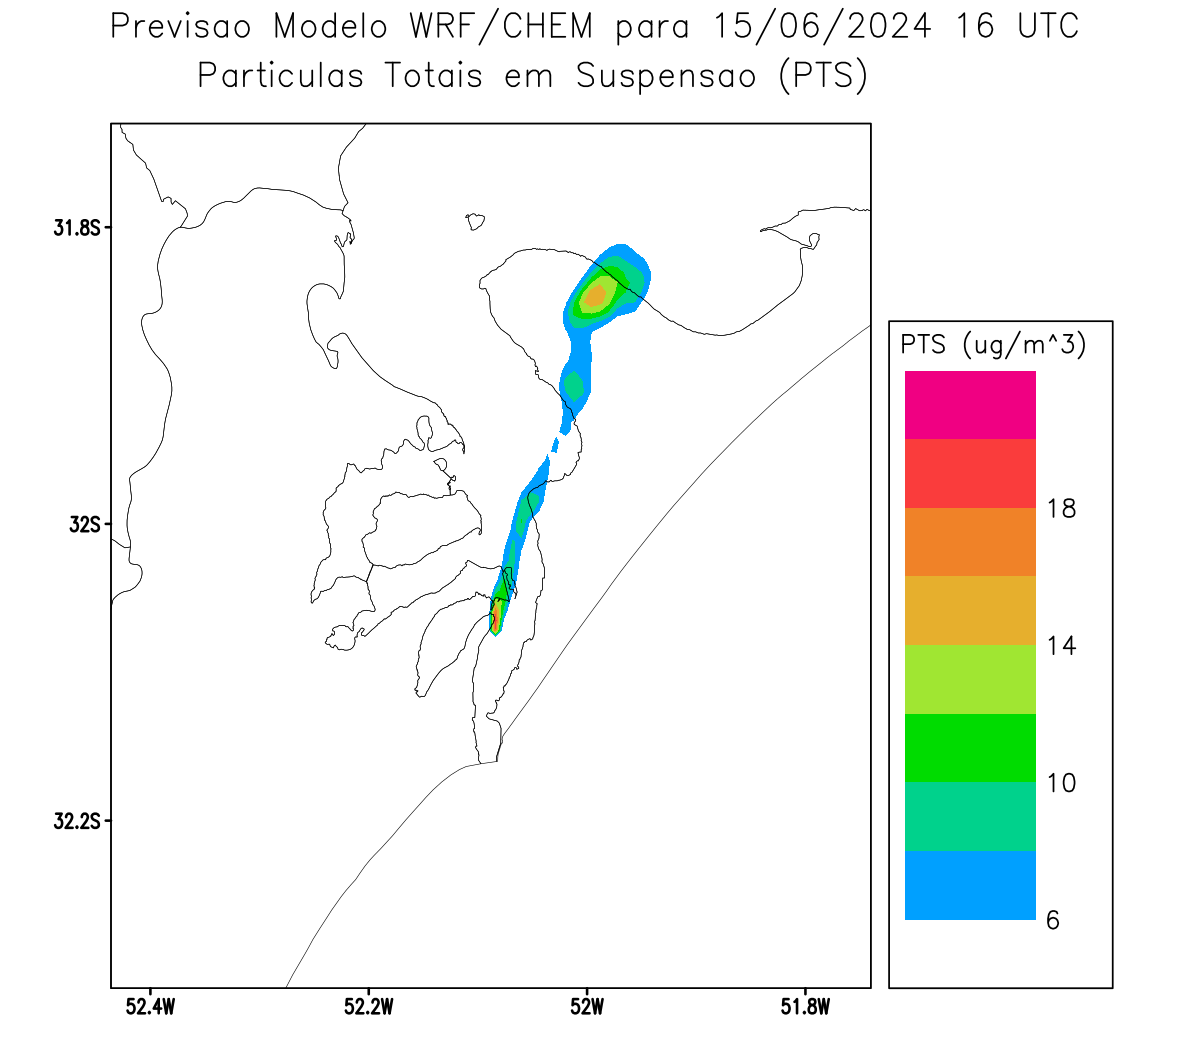 Previsao Modelo WRF/CHEM para 15/06/2024 16 UTC
Particulas Totais em Suspensao (PTS)
31.8S
32S
32.2S
52.4W
52.2W
52W
51.8W
PTS (ug/m^3)
18
14
10
6